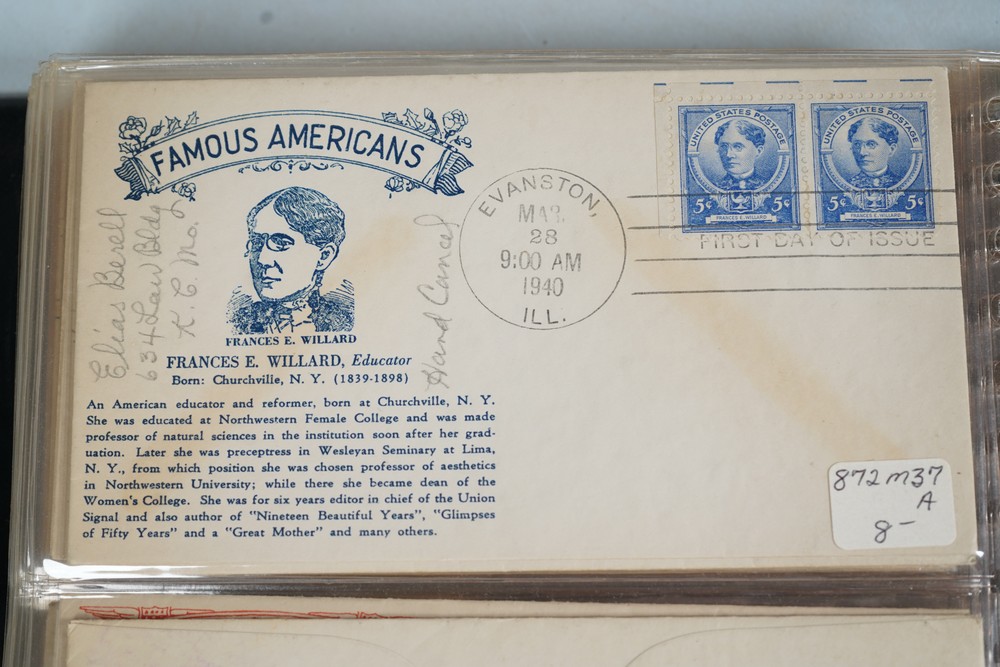 FAMOUS AMERICANS
FRANCES E. WILLARD
FRANCES E. WILLARD, Educator
Born: Churchville, N. Y. (1839-1898)
An American educator and reformer, born at Churchville, N. Y.
She was educated at Northwestern Female College and was made
professor of natural sciences in the institution soon after her grad-
uation. Later she was preceptress in Wesleyan Seminary at Lima,
N. Y., from which position she was chosen professor of aesthetics
in Northwestern University; while there she became dean of the
Women's College. She was for six years editor in chief of the Union
Signal and also author of "Nineteen Beautiful Years", "Glimpses
of Fifty Years" and a "Great Mother" and many others.
Elias
634 Law Bldg
K. C. Mo.
Hand Cancel
EVANSTON,
MAR.
28
9:00 AM
1940
ILL.
UNITED STATES POSTAGE
5¢ 5¢
FRANCES E. WILLARD
UNITED STATES POSTAGE
5¢ 5¢
FRANCES E. WILLARD
FIRST DAY OF ISSUE
872 M37
A
8-